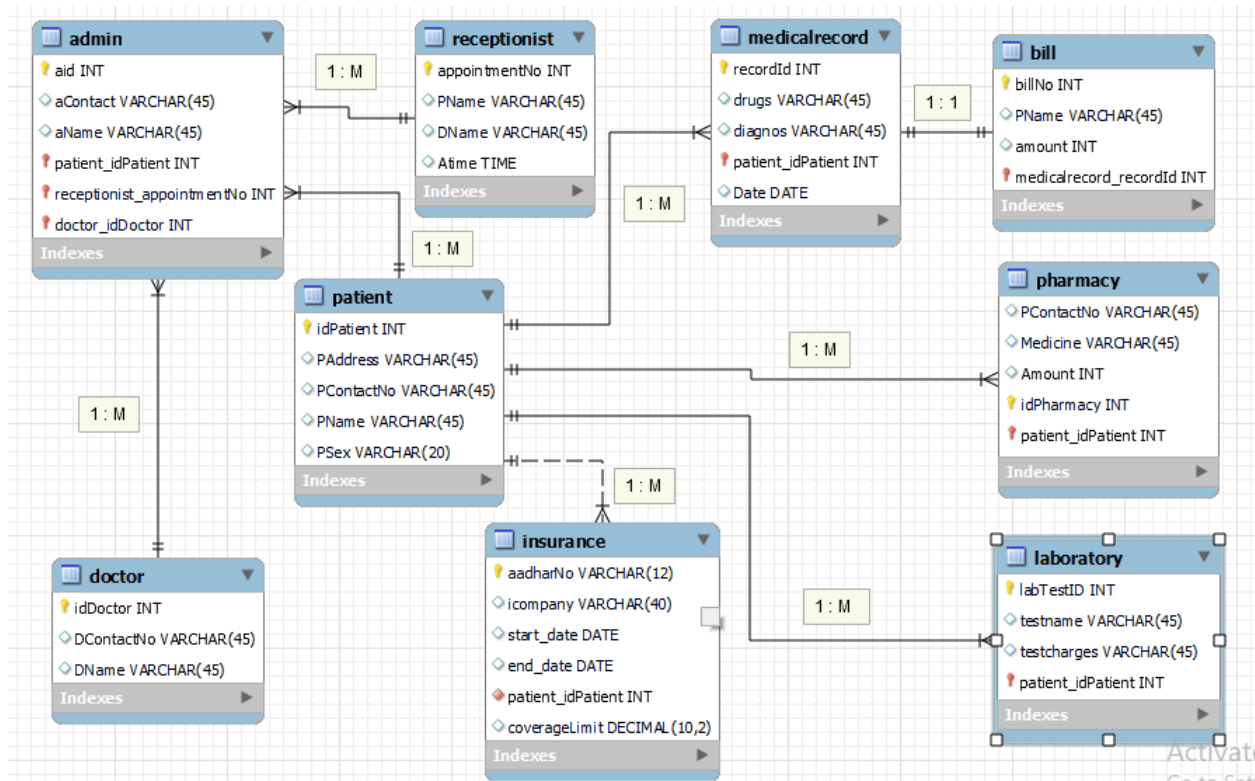 admin
aid INT
aContact VARCHAR(45)
aName VARCHAR(45)
patient_idPatient INT
receptionist_appointmentNo INT
doctor_idDoctor INT
Indexes
1 : M
receptionist
appointmentNo INT
PName VARCHAR(45)
DName VARCHAR(45)
Atime TIME
Indexes
medicalrecord
recordId INT
drugs VARCHAR(45)
diagnos VARCHAR(45)
patient_idPatient INT
Date DATE
Indexes
1 : 1
bill
billNo INT
PName VARCHAR(45)
amount INT
medicalrecord_recordId INT
Indexes
1 : M
1 : M
patient
idPatient INT
PAddress VARCHAR(45)
PContactNo VARCHAR(45)
PName VARCHAR(45)
PSex VARCHAR(20)
Indexes
1 : M
pharmacy
PContactNo VARCHAR(45)
Medicine VARCHAR(45)
Amount INT
idPharmacy INT
patient_idPatient INT
Indexes
1 : M
1 : M
doctor
idDoctor INT
DContactNo VARCHAR(45)
DName VARCHAR(45)
Indexes
insurance
aadharNo VARCHAR(12)
icompany VARCHAR(40)
start_date DATE
end_date DATE
patient_idPatient INT
coverageLimit DECIMAL(10,2)
Indexes
1 : M
laboratory
labTestID INT
testname VARCHAR(45)
testcharges VARCHAR(45)
patient_idPatient INT
Indexes
Activate